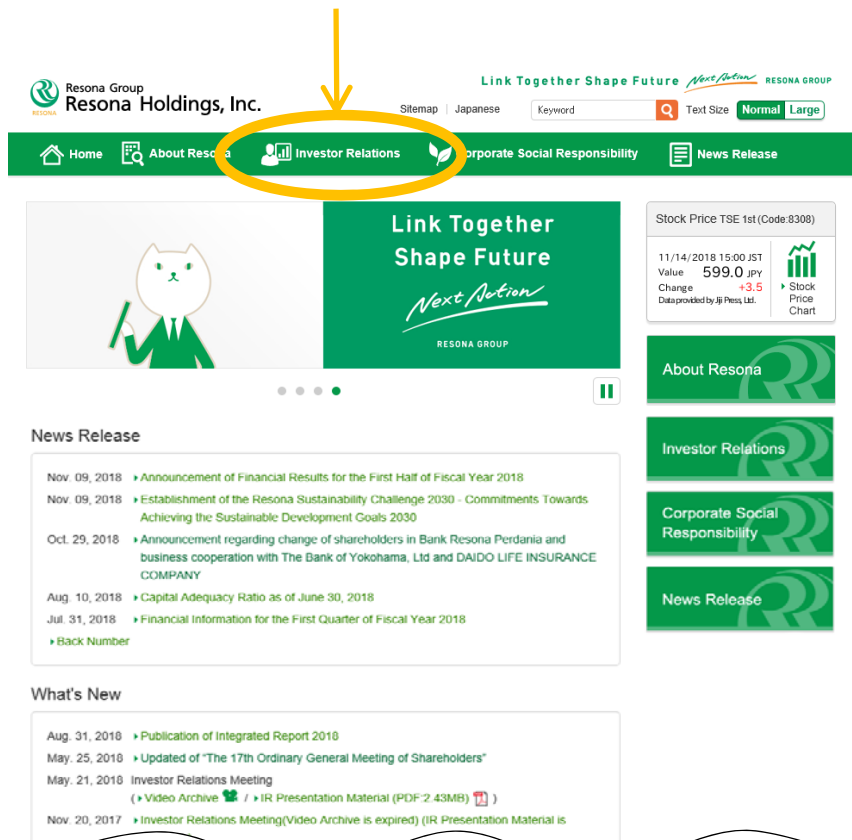 Link Together Shape Future Next Action RESONA GROUP
Resona Group
Resona Holdings, Inc.
RESONA
Sitemap | Japanese Keyword Text Size Normal Large
Home About Resona Investor Relations Corporate Social Responsibility News Release
Link Together
Shape Future
Next Action
RESONA GROUP
Stock Price TSE 1st (Code:8308)
11/14/2018 15:00 JST
Value 599.0 JPY
Change +3.5
Data provided by Jiji Press, Ltd.
Stock
Price
Chart
About Resona
Investor Relations
Corporate Social
Responsibility
News Release
News Release
Nov. 09, 2018 Announcement of Financial Results for the First Half of Fiscal Year 2018
Nov. 09, 2018 Establishment of the Resona Sustainability Challenge 2030 - Commitments Towards
Achieving the Sustainable Development Goals 2030
Oct. 29, 2018 Announcement regarding change of shareholders in Bank Resona Perdania and
business cooperation with The Bank of Yokohama, Ltd and DAIDO LIFE INSURANCE
COMPANY
Aug. 10, 2018 Capital Adequacy Ratio as of June 30, 2018
Jul. 31, 2018 Financial Information for the First Quarter of Fiscal Year 2018
Back Number
What's New
Aug. 31, 2018 Publication of Integrated Report 2018
May. 25, 2018 Updated of "The 17th Ordinary General Meeting of Shareholders"
May. 21, 2018 Investor Relations Meeting
( Video Archive / IR Presentation Material (PDF:2.43MB) )
Nov. 20, 2017 Investor Relations Meeting(Video Archive is expired) (IR Presentation Material is